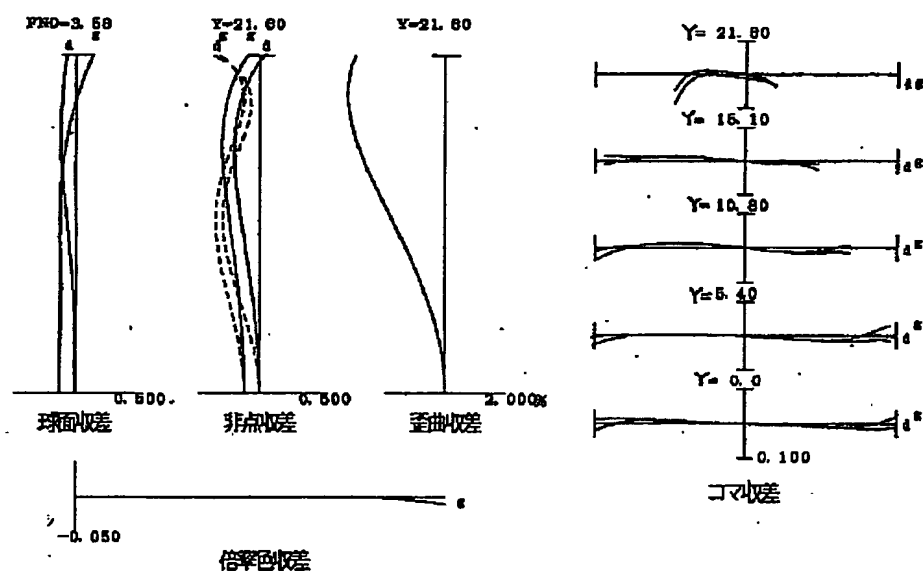 FNO=3.58
d g
球面収差
0.500
Y=21.60
d g g d
非点収差
0.500
Y=21.60
歪曲収差
2.000%
-0.050
g
倍率色収差
Y= 21.60
d g
Y= 15.10
d g
Y= 10.80
d g
Y=5.40
d g
Y= 0.0
d g
0.100
コマ収差